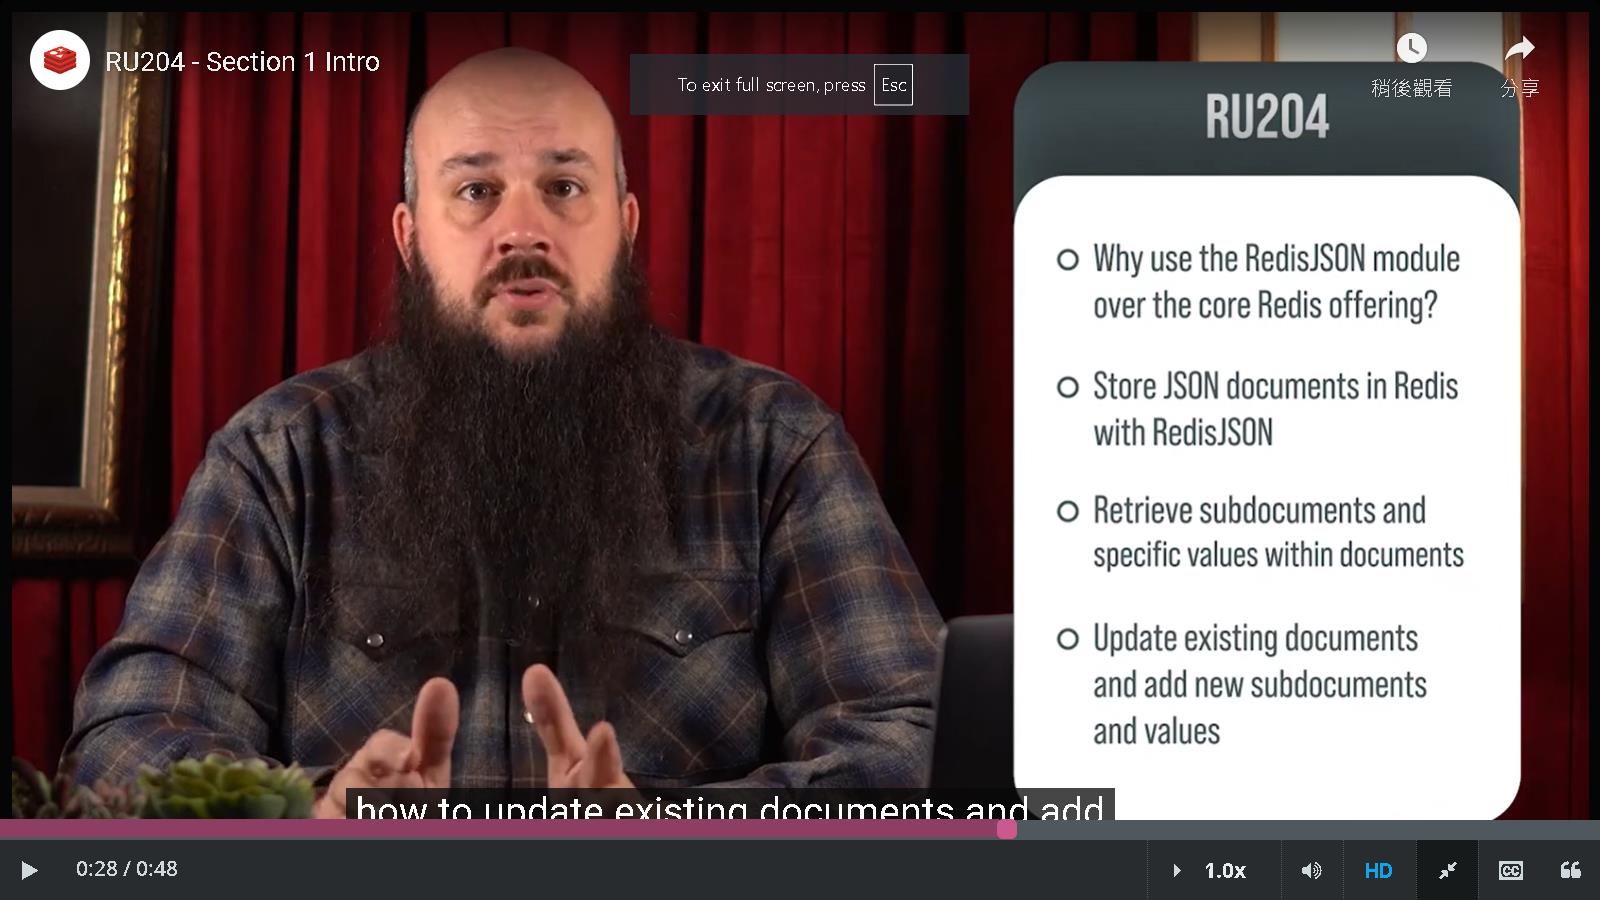 RU204 - Section 1 Intro
To exit full screen, press Esc
稍後觀看
分享
RU204
Why use the RedisJSON module
over the core Redis offering?
Store JSON documents in Redis
with RedisJSON
Retrieve subdocuments and
specific values within documents
Update existing documents
and add new subdocuments
and values
how to update existing documents and add
0:28 / 0:48
1.0x
HD
CC